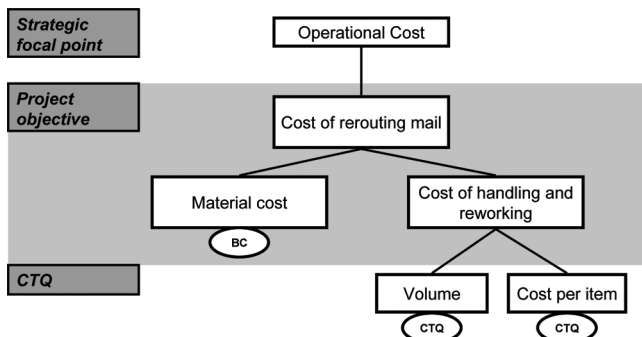 Strategic
focal point
Operational Cost
Project
objective
Cost of rerouting mail
Material cost
Cost of handling and
reworking
BC
CTQ
Volume
Cost per item
CTQ
CTQ